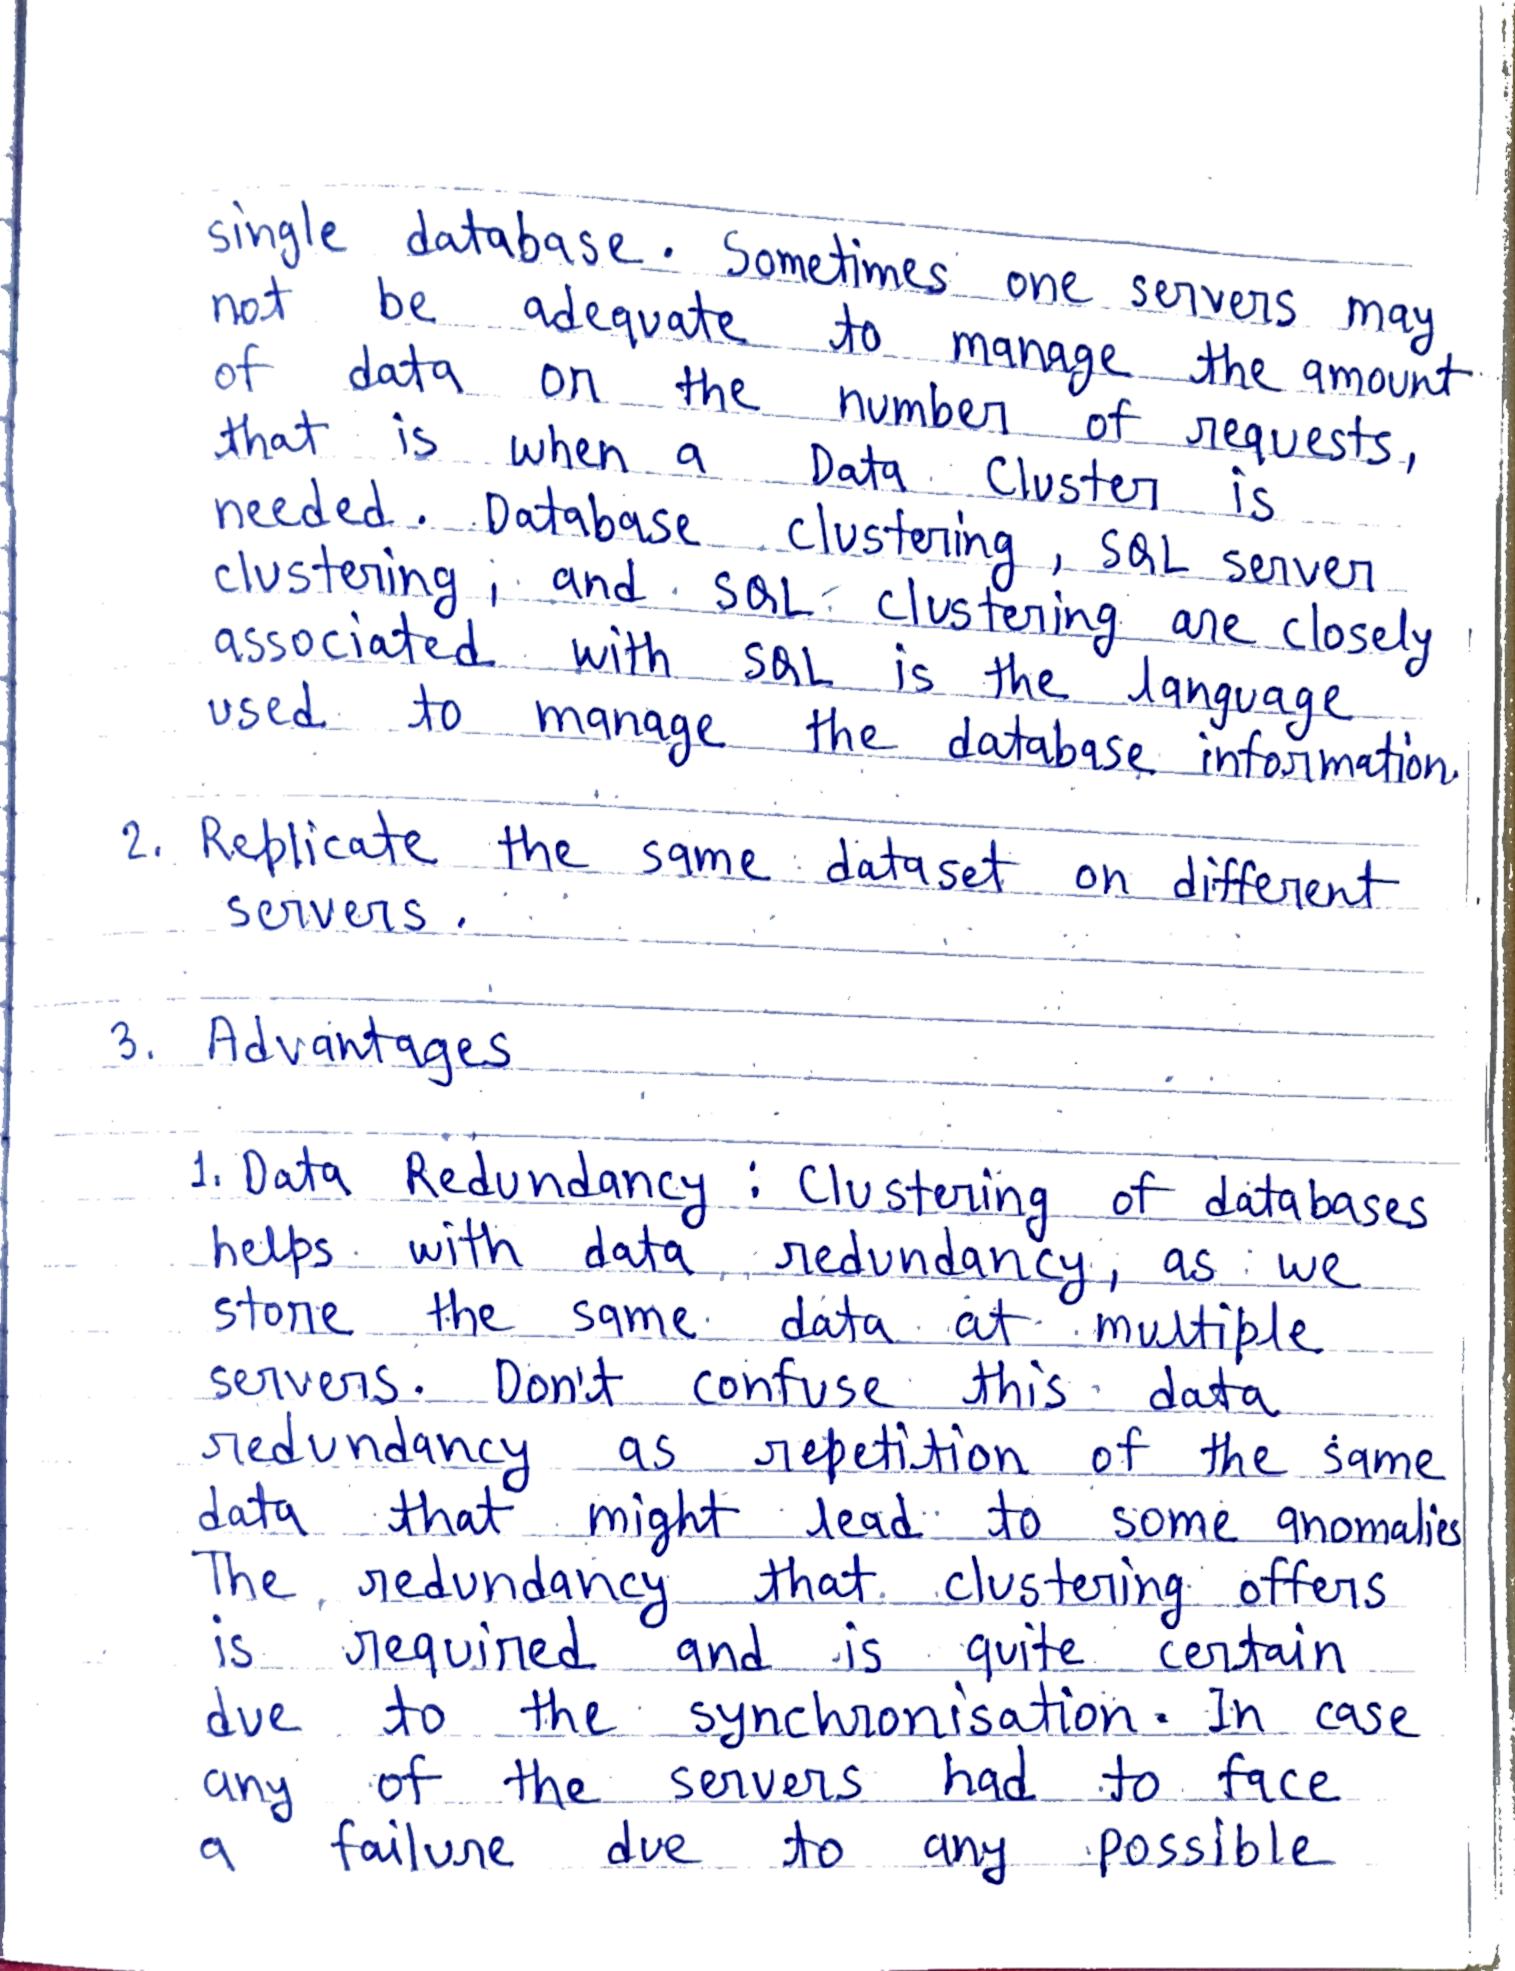 single database. Sometimes one servers may
not be adequate to manage the amount
of data or the number of requests,
that is when a Data Cluster is
needed. Database clustering, SQL server
clustering, and SQL clustering are closely
associated with SQL is the language
used to manage the database information.
2. Replicate the same dataset on different
servers.
3. Advantages
1. Data Redundancy : Clustering of databases
helps with data redundancy, as we
store the same data at multiple
servers. Don't confuse this data
redundancy as repetition of the same
data that might lead to some anomalies
The redundancy that clustering offers
is required and is quite certain
due to the synchronisation. In case
any of the servers had to face
a failure due to any possible